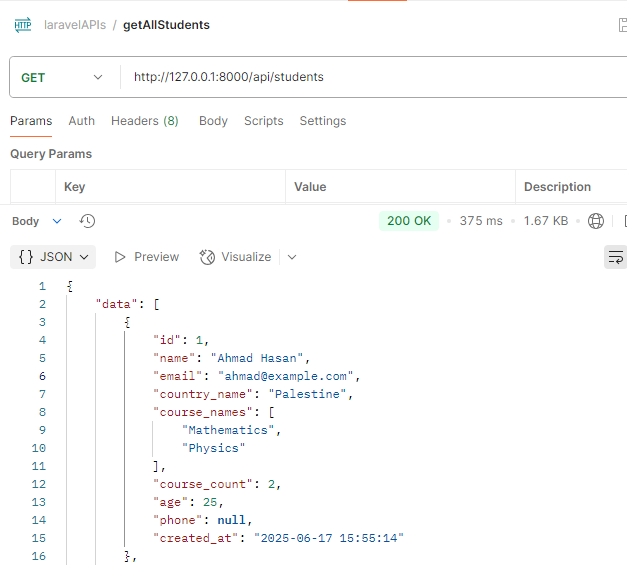 HTTP laravelAPIs / getAllStudents
GET http://127.0.0.1:8000/api/students
Params Auth Headers (8) Body Scripts Settings
Query Params
Key Value Description
Body 200 OK • 375 ms • 1.67 KB •
{} JSON Preview Visualize
1 {
2 "data": [
3 {
4 "id": 1,
5 "name": "Ahmad Hasan",
6 "email": "ahmad@example.com",
7 "country_name": "Palestine",
8 "course_names": [
9 "Mathematics",
10 "Physics"
11 ],
12 "course_count": 2,
13 "age": 25,
14 "phone": null,
15 "created_at": "2025-06-17 15:55:14"
16 },